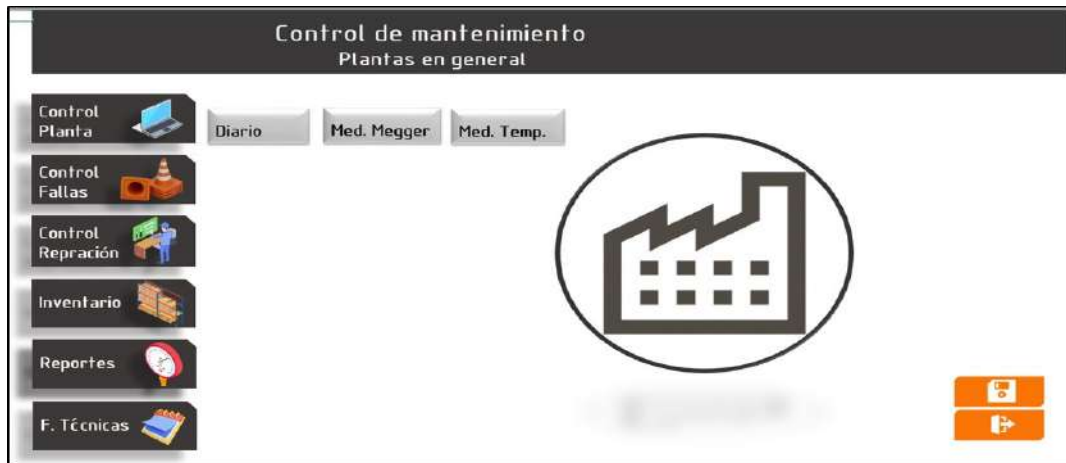 Control de mantenimiento
Plantas en general
Control
Planta
Diario
Med. Megger
Med. Temp.
Control
Fallas
Control
Repración
Inventario
Reportes
F. Técnicas